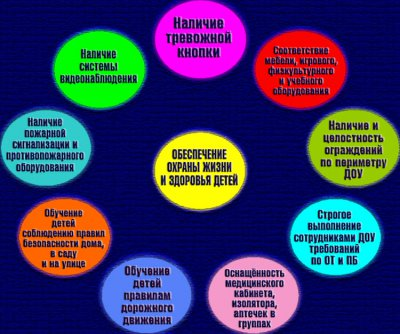 Наличие
тревожной
кнопки
Соответствие
мебели, игрового,
физкультурного
и учебного
оборудования
Наличие и
целостность
ограждений
по периметру
ДОУ
Строгое
выполнение
сотрудниками ДОУ
требований
по ОТ и ПБ
Оснащённость
медицинского
кабинета,
изолятора,
аптечек в
группах
Обучение
детей
правилам
дорожного
движения
Обучение
детей
соблюдению правил
безопасности дома,
в саду
и на улице
Наличие
пожарной
сигнализации и
противопожарного
оборудования
Наличие
системы
видеонаблюдения
ОБЕСПЕЧЕНИЕ
ОХРАНЫ ЖИЗНИ
И ЗДОРОВЬЯ ДЕТЕЙ